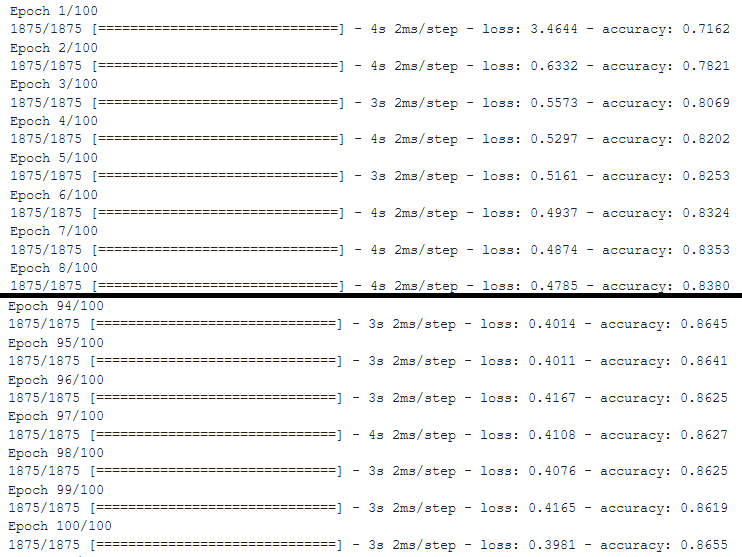 Epoch 1/100
1875/1875 [==============================] - 4s 2ms/step - loss: 3.4644 - accuracy: 0.7162
Epoch 2/100
1875/1875 [==============================] - 4s 2ms/step - loss: 0.6332 - accuracy: 0.7821
Epoch 3/100
1875/1875 [==============================] - 3s 2ms/step - loss: 0.5573 - accuracy: 0.8069
Epoch 4/100
1875/1875 [==============================] - 4s 2ms/step - loss: 0.5297 - accuracy: 0.8202
Epoch 5/100
1875/1875 [==============================] - 3s 2ms/step - loss: 0.5161 - accuracy: 0.8253
Epoch 6/100
1875/1875 [==============================] - 4s 2ms/step - loss: 0.4937 - accuracy: 0.8324
Epoch 7/100
1875/1875 [==============================] - 4s 2ms/step - loss: 0.4874 - accuracy: 0.8353
Epoch 8/100
1875/1875 [==============================] - 4s 2ms/step - loss: 0.4785 - accuracy: 0.8380
Epoch 94/100
1875/1875 [==============================] - 3s 2ms/step - loss: 0.4014 - accuracy: 0.8645
Epoch 95/100
1875/1875 [==============================] - 3s 2ms/step - loss: 0.4011 - accuracy: 0.8641
Epoch 96/100
1875/1875 [==============================] - 3s 2ms/step - loss: 0.4167 - accuracy: 0.8625
Epoch 97/100
1875/1875 [==============================] - 4s 2ms/step - loss: 0.4108 - accuracy: 0.8627
Epoch 98/100
1875/1875 [==============================] - 3s 2ms/step - loss: 0.4076 - accuracy: 0.8625
Epoch 99/100
1875/1875 [==============================] - 3s 2ms/step - loss: 0.4165 - accuracy: 0.8619
Epoch 100/100
1875/1875 [==============================] - 3s 2ms/step - loss: 0.3981 - accuracy: 0.8655